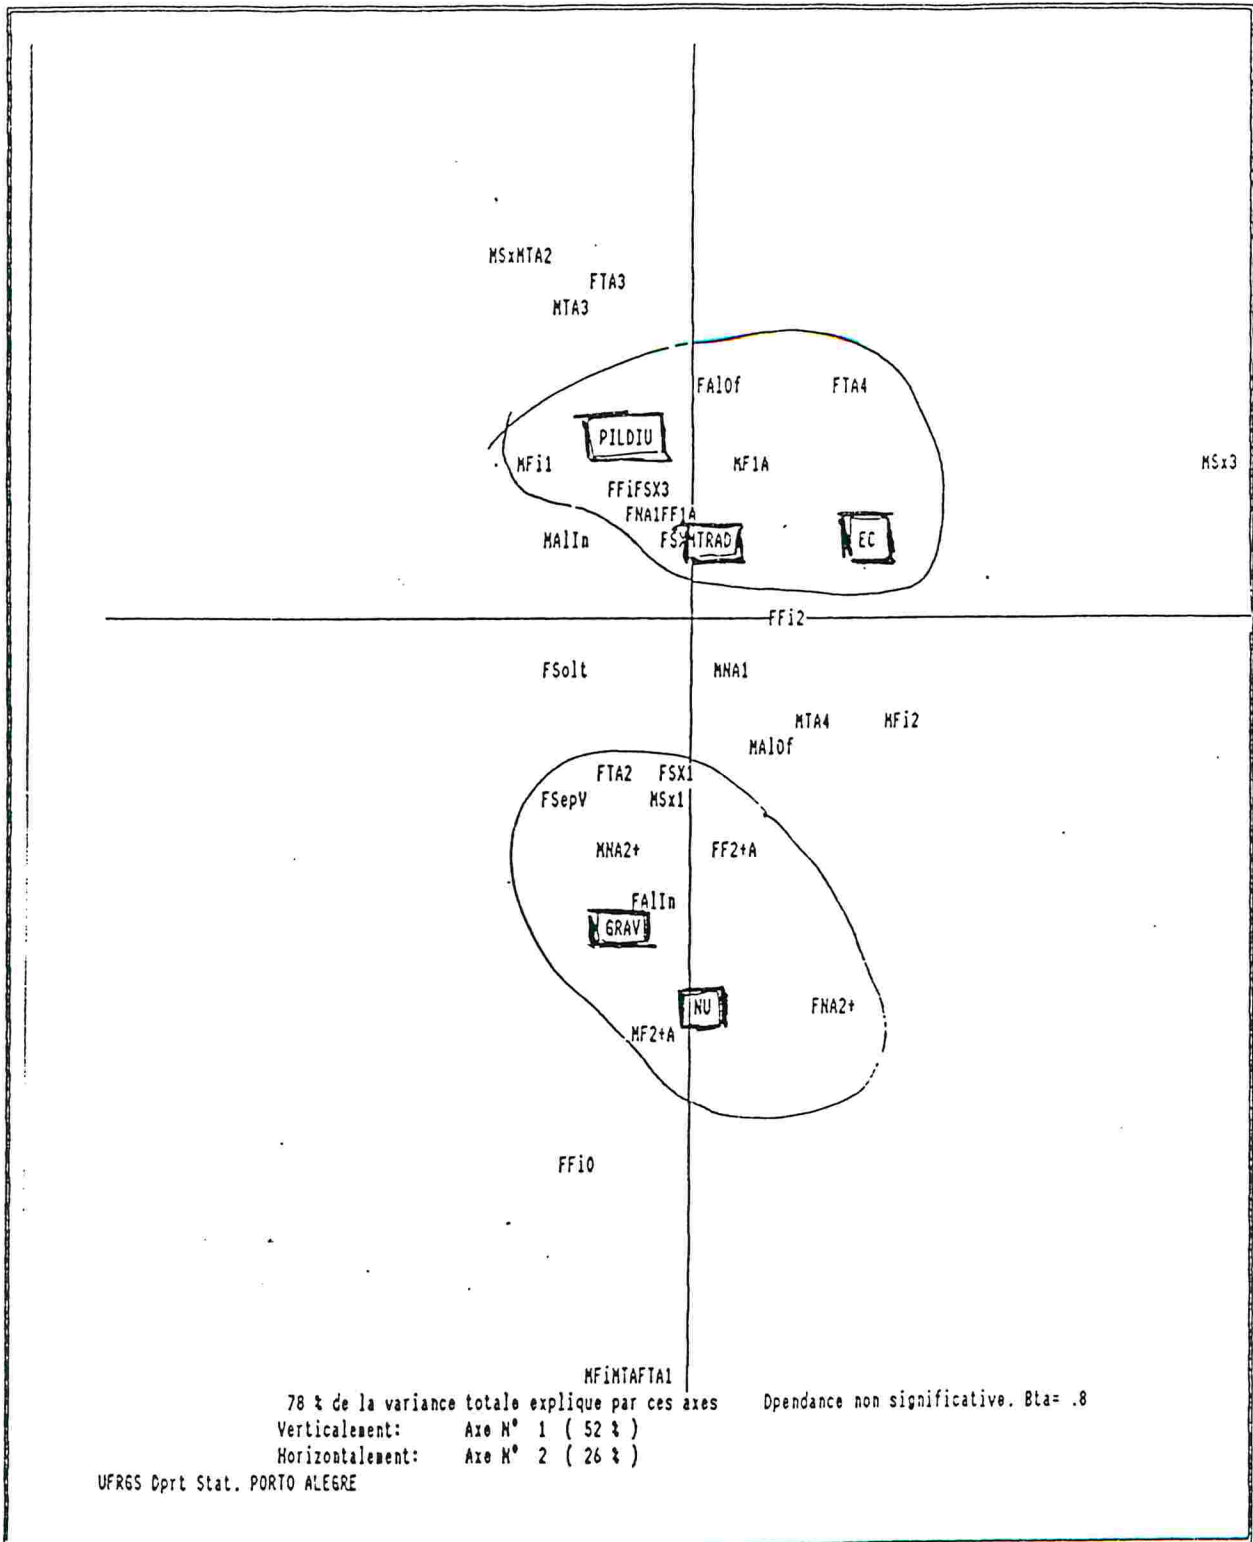 MSxMTA2
FTA3
MTA3
FAlOf FTA4
PILDIU
MFi1 MF1A MSx3
FFiFSX3
FNA1FF1A
MAlIn MTRAD EC
FFi2
FSolt MNA1
MTA4 MFi2
MAlOf
FTA2 FSX1
FSepV MSx1
MNA2+ FF2+A
FAlIn
GRAV
NU FNA2+
MF2+A
FFi0
MFiMTAFTA1
78 % de la variance totale explique par ces axes Dpendance non significative. Bta= .8
Verticalement: Axe N° 1 ( 52 % )
Horizontalement: Axe N° 2 ( 26 % )
UFRGS Dprt Stat. PORTO ALEGRE